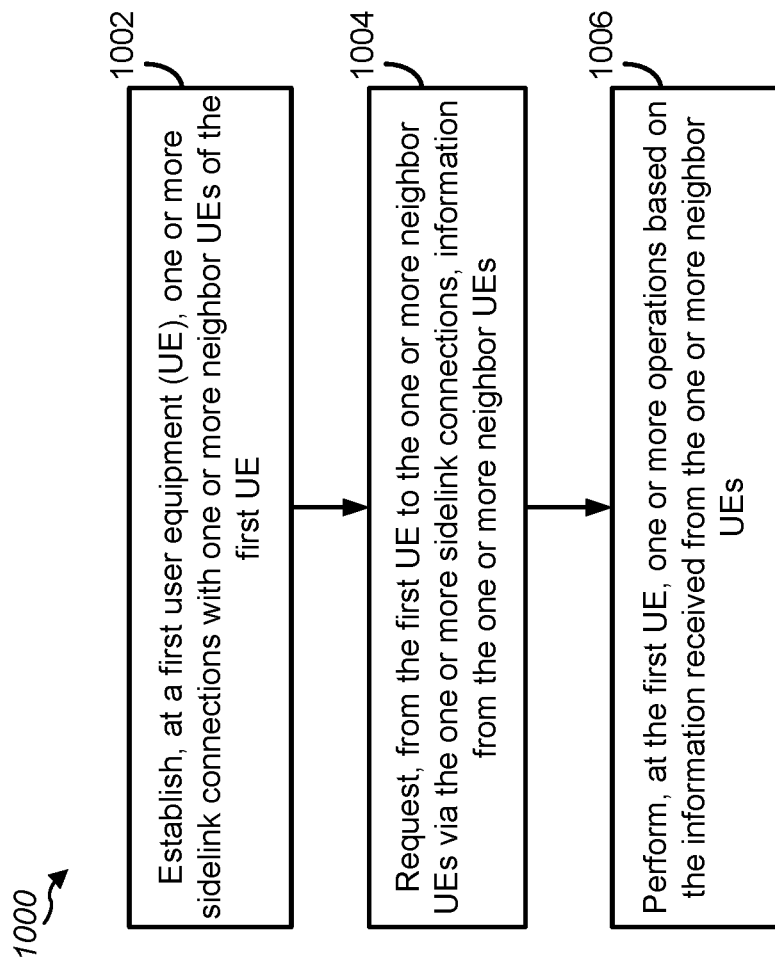 1000
1002
Establish, at a first user equipment (UE), one or more
sidelink connections with one or more neighbor UEs of the
first UE
1004
Request, from the first UE to the one or more neighbor
UEs via the one or more sidelink connections, information
from the one or more neighbor UEs
1006
Perform, at the first UE, one or more operations based on
the information received from the one or more neighbor
UEs